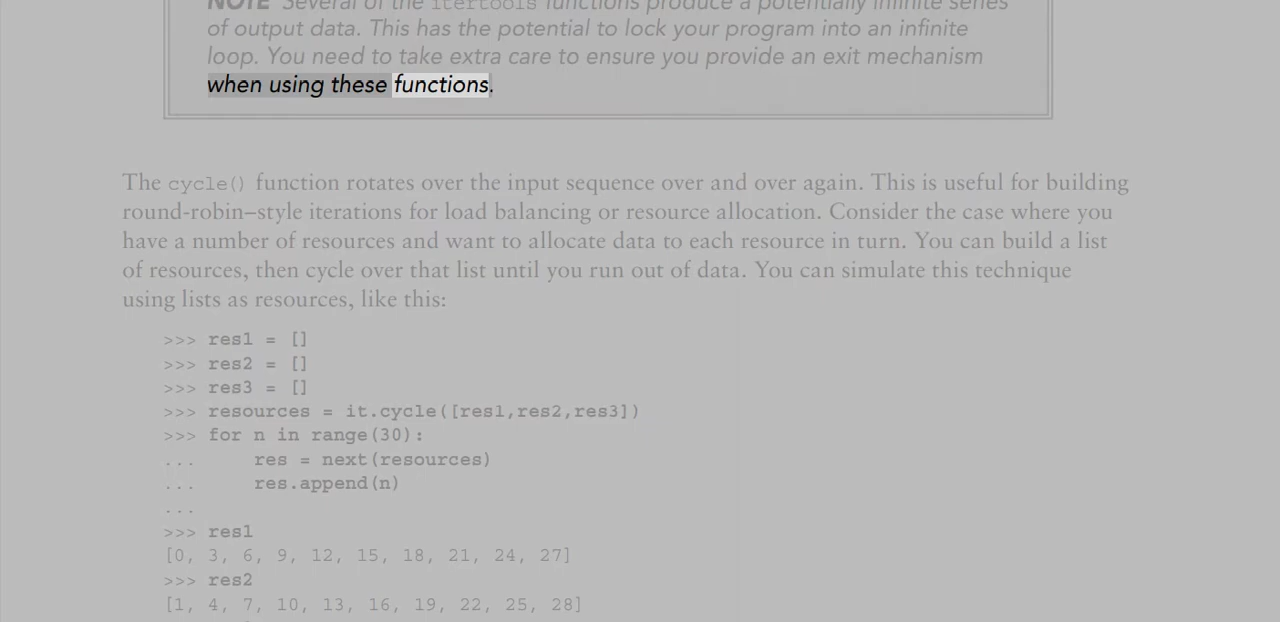 NOTE Several of the itertools functions produce a potentially infinite series
of output data. This has the potential to lock your program into an infinite
loop. You need to take extra care to ensure you provide an exit mechanism
when using these functions.
The cycle() function rotates over the input sequence over and over again. This is useful for building
round-robin–style iterations for load balancing or resource allocation. Consider the case where you
have a number of resources and want to allocate data to each resource in turn. You can build a list
of resources, then cycle over that list until you run out of data. You can simulate this technique
using lists as resources, like this:
>>> res1 = []
>>> res2 = []
>>> res3 = []
>>> resources = it.cycle([res1,res2,res3])
>>> for n in range(30):
...     res = next(resources)
...     res.append(n)
...
>>> res1
[0, 3, 6, 9, 12, 15, 18, 21, 24, 27]
>>> res2
[1, 4, 7, 10, 13, 16, 19, 22, 25, 28]